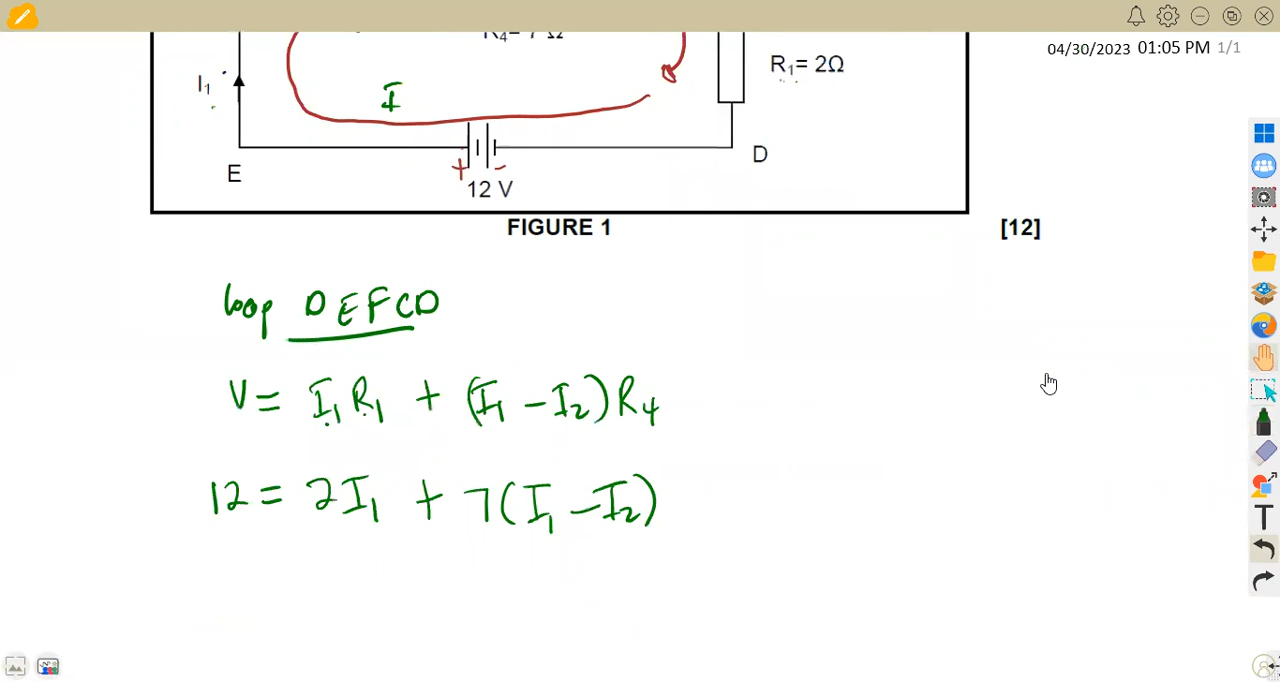 04/30/2023 01:05 PM 1/1
R₄= 7 Ω
I₁
R₁= 2Ω
I
E
D
+ -
12 V
FIGURE 1
[12]
loop DEFCD
V = I₁R₁ + (I₁ - I₂)R₄
12 = 2I₁ + 7(I₁ - I₂)
T